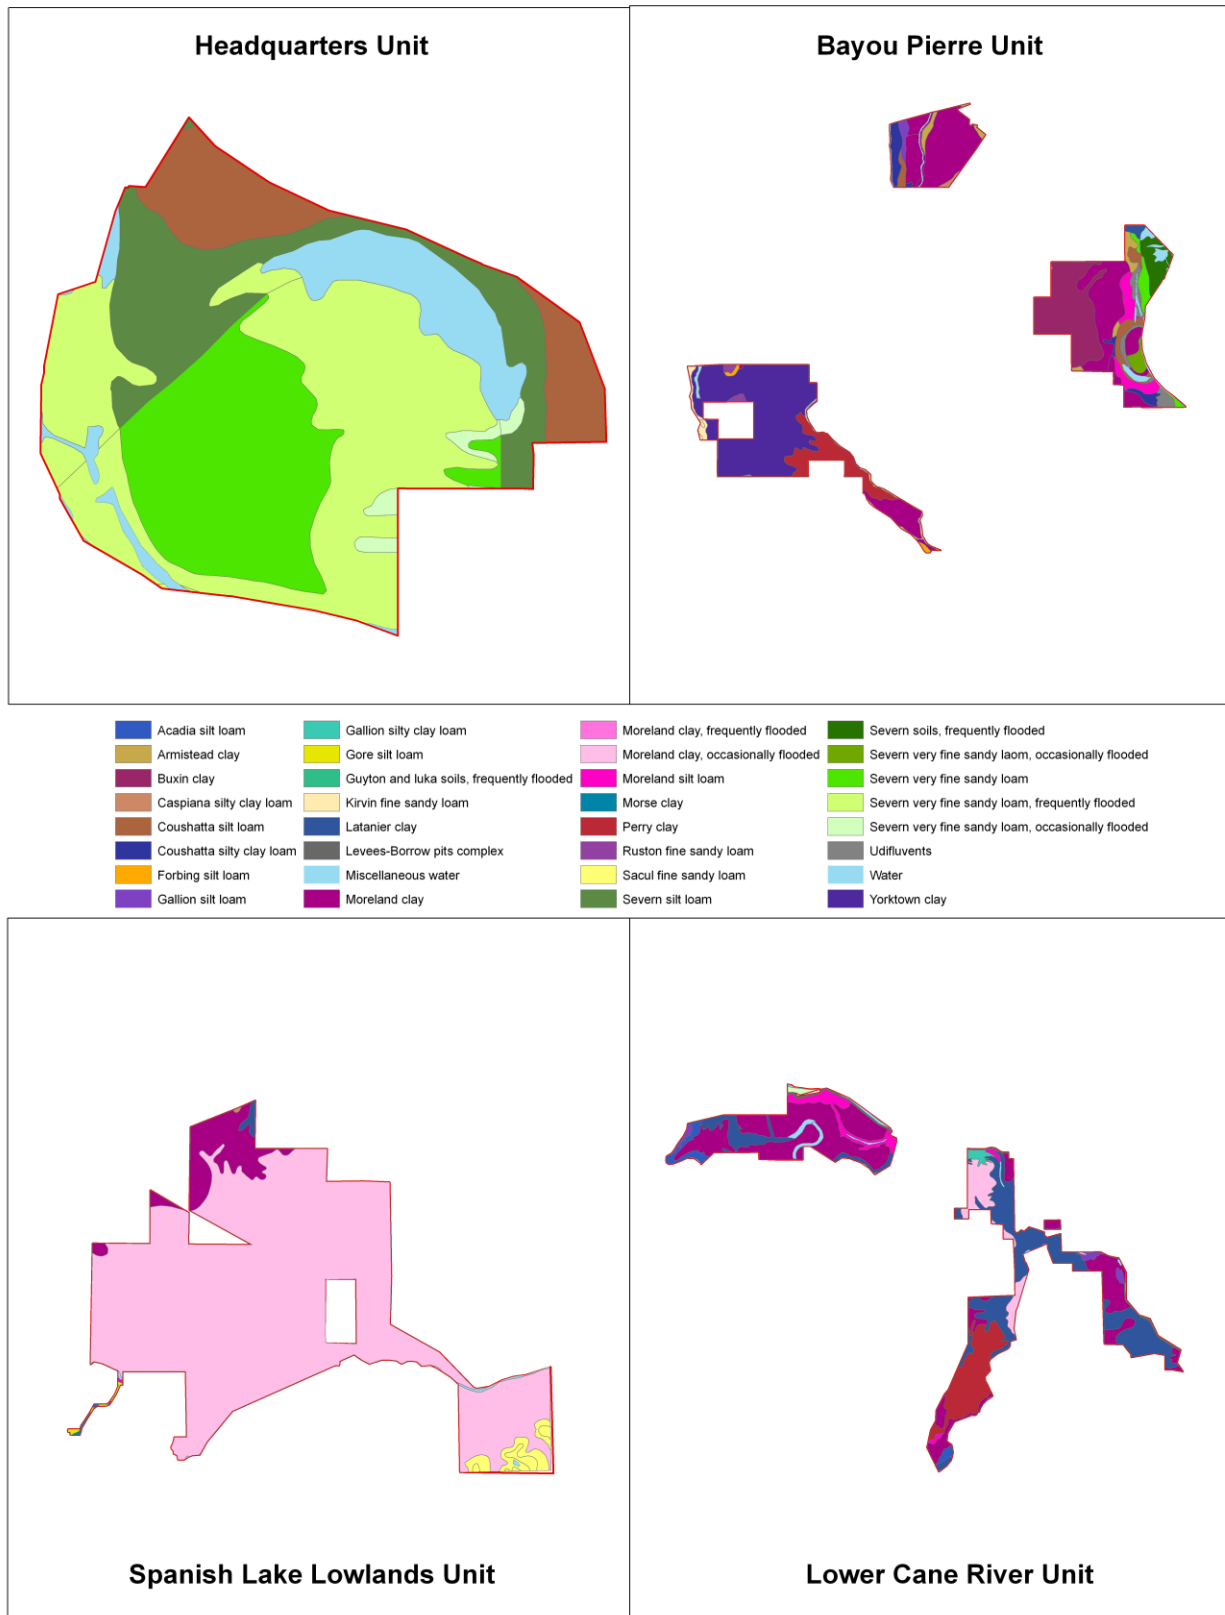 Headquarters Unit
Bayou Pierre Unit
Acadia silt loam
Armistead clay
Buxin clay
Caspiana silty clay loam
Coushatta silt loam
Coushatta silty clay loam
Forbing silt loam
Gallion silt loam
Gallion silty clay loam
Gore silt loam
Guyton and Iuka soils, frequently flooded
Kirvin fine sandy loam
Latanier clay
Levees-Borrow pits complex
Miscellaneous water
Moreland clay
Moreland clay, frequently flooded
Moreland clay, occasionally flooded
Moreland silt loam
Morse clay
Perry clay
Ruston fine sandy loam
Sacul fine sandy loam
Severn silt loam
Severn soils, frequently flooded
Severn very fine sandy laom, occasionally flooded
Severn very fine sandy loam
Severn very fine sandy loam, frequently flooded
Severn very fine sandy loam, occasionally flooded
Udifluvents
Water
Yorktown clay
Spanish Lake Lowlands Unit
Lower Cane River Unit